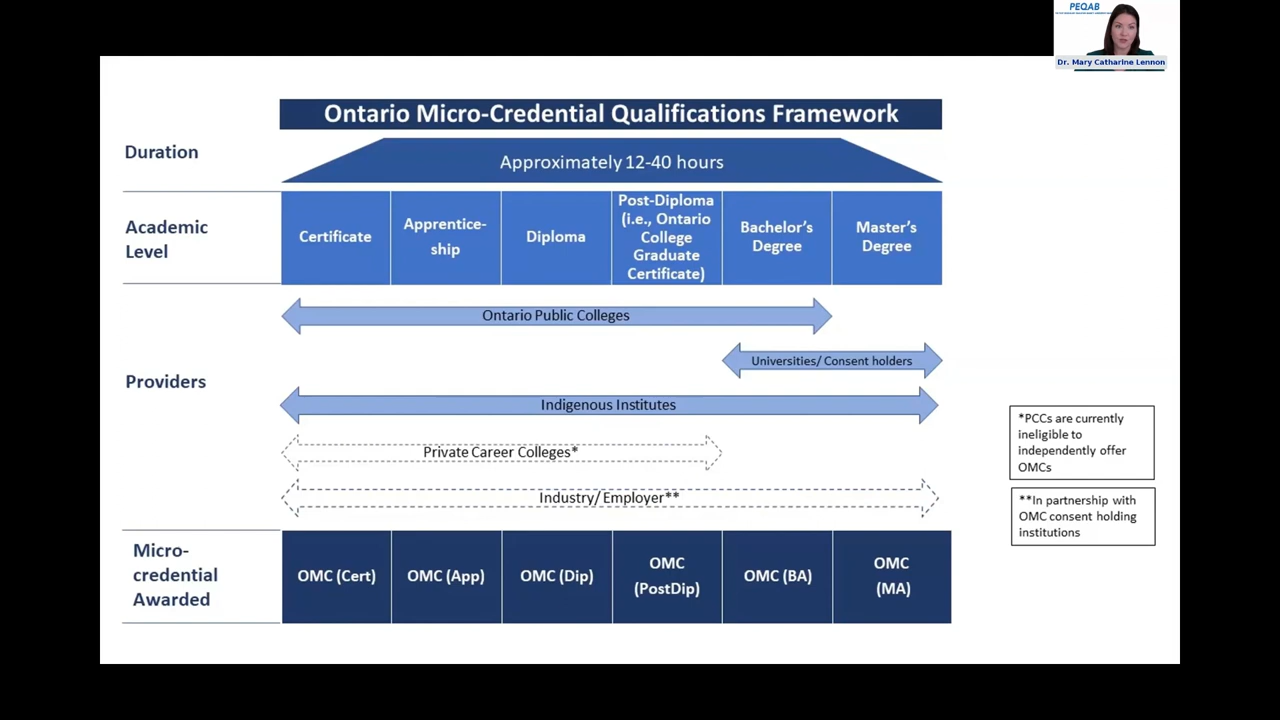 PEQAB
Dr. Mary Catharine Lennon
Ontario Micro-Credential Qualifications Framework
Duration
Approximately 12-40 hours
Academic
Level
Certificate
Apprentice-
ship
Diploma
Post-Diploma
(i.e., Ontario
College
Graduate
Certificate)
Bachelor's
Degree
Master's
Degree
Providers
Ontario Public Colleges
Universities/ Consent holders
Indigenous Institutes
Private Career Colleges*
Industry/ Employer**
*PCCs are currently
ineligible to
independently offer
OMCs
**In partnership with
OMC consent holding
institutions
Micro-
credential
Awarded
OMC (Cert)
OMC (App)
OMC (Dip)
OMC
(PostDip)
OMC (BA)
OMC
(MA)